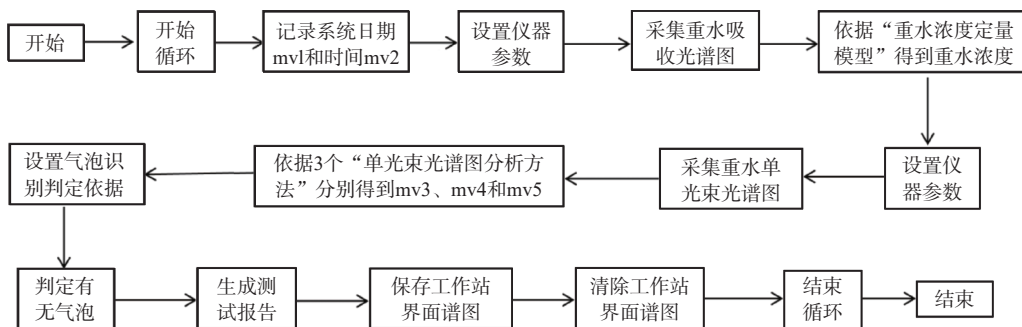 开始
开始
循环
记录系统日期
mvl和时间mv2
设置仪器
参数
采集重水吸
收光谱图
依据“重水浓度定量
模型”得到重水浓度
设置仪
器参数
采集重水单
光束光谱图
依据3个“单光束光谱图分析方
法”分别得到mv3、mv4和mv5
设置气泡识
别判定依据
判定有
无气泡
生成测
试报告
保存工作站
界面谱图
清除工作站
界面谱图
结束
循环
结束